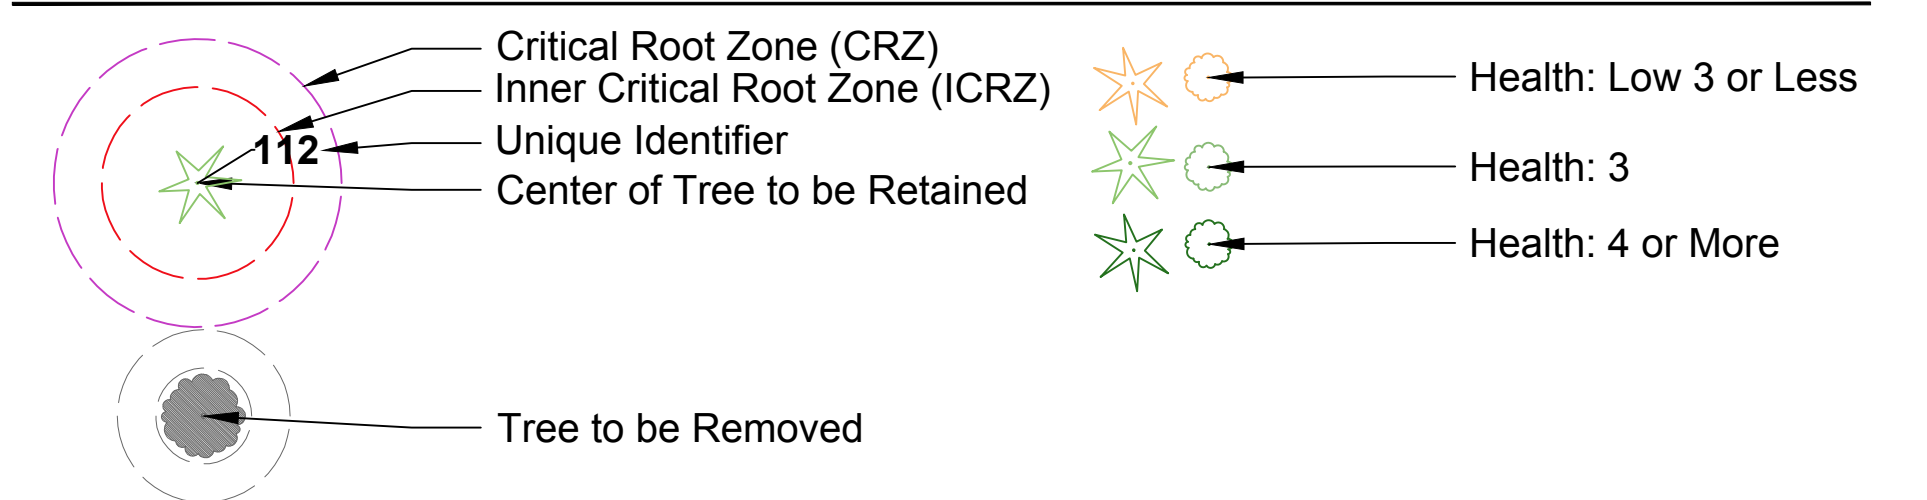 Critical Root Zone (CRZ)
Inner Critical Root Zone (ICRZ)
112
Unique Identifier
Center of Tree to be Retained
Tree to be Removed
Health: Low 3 or Less
Health: 3
Health: 4 or More